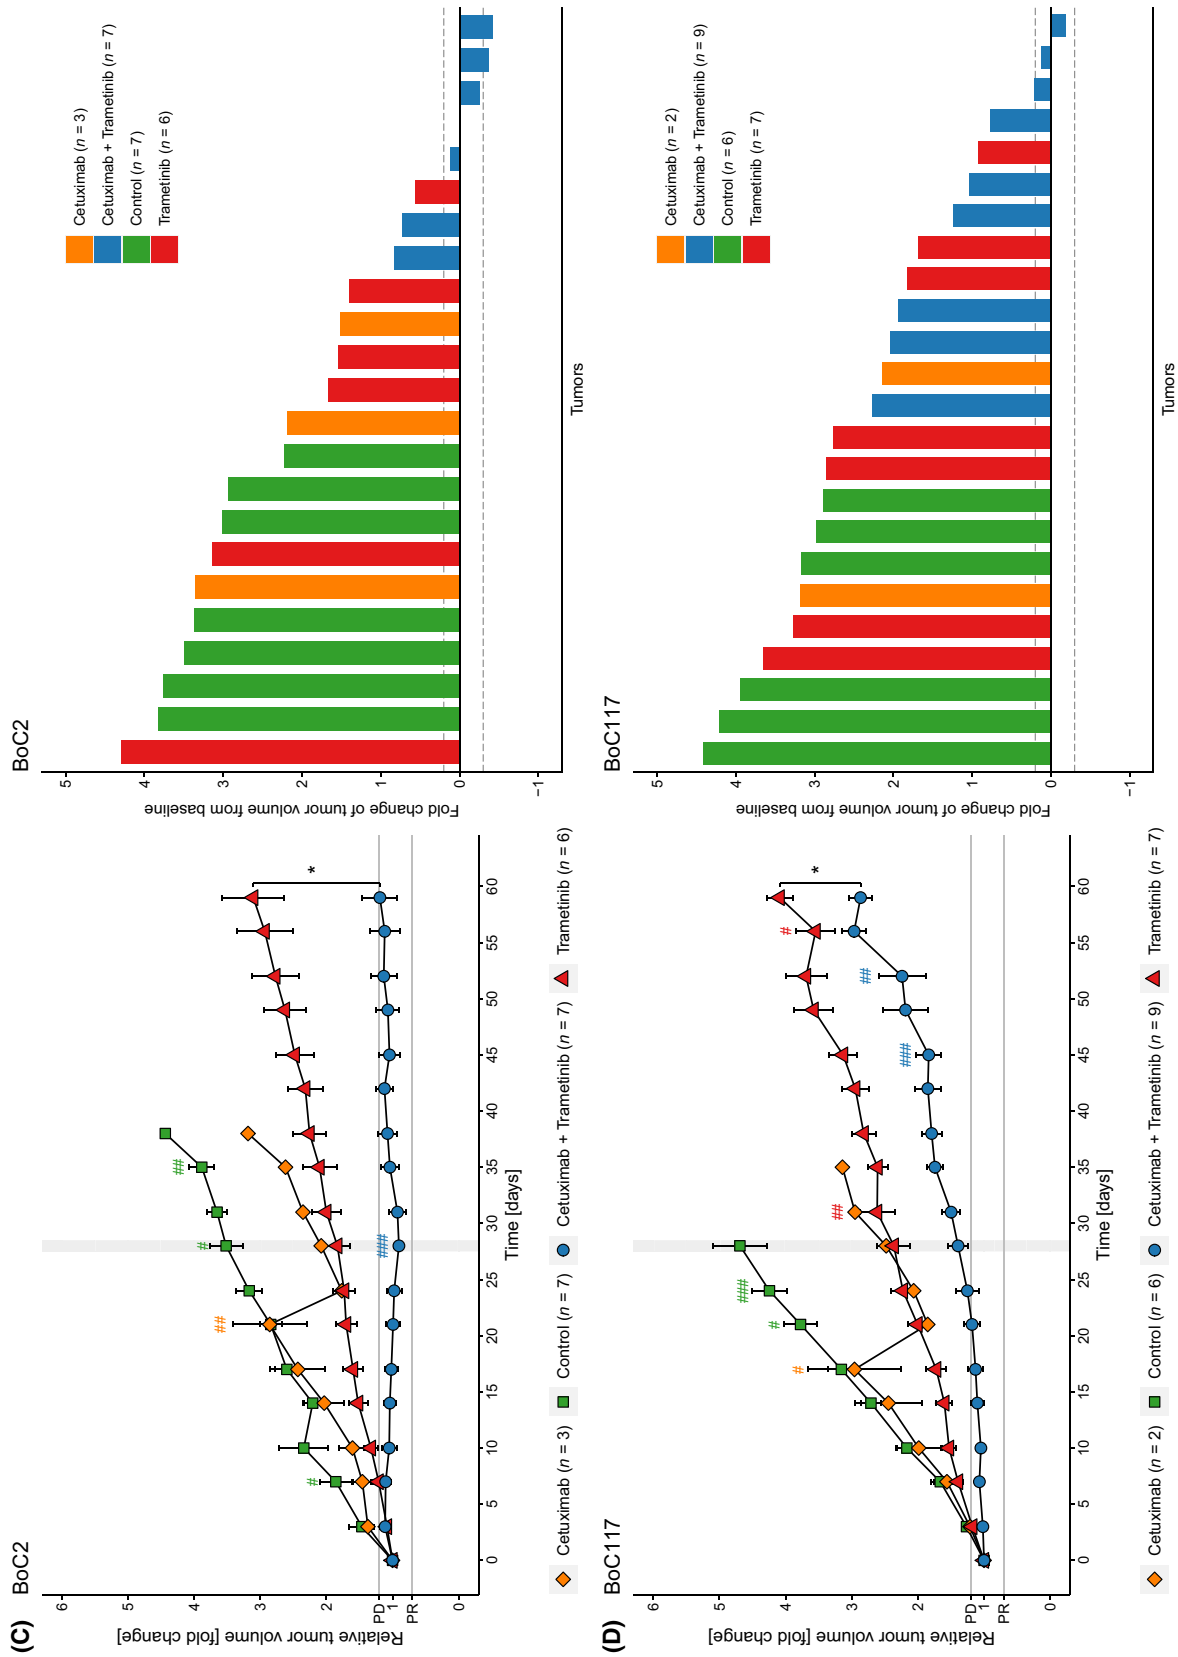 (C)
BoC2
Relative tumor volume [fold change]
6
5
4
3
2
PD
1
PR
0
#
##
#
##
####
*
0 5 10 15 20 25 30 35 40 45 50 55 60
Time [days]
Cetuximab (n = 3) Control (n = 7) Cetuximab + Trametinib (n = 7) Trametinib (n = 6)
BoC2
Fold change of tumor volume from baseline
5
4
3
2
1
0
−1
Tumors
Cetuximab (n = 3)
Cetuximab + Trametinib (n = 7)
Control (n = 7)
Trametinib (n = 6)
(D)
BoC117
Relative tumor volume [fold change]
6
5
4
3
2
PD
1
PR
0
#
#
###
##
###
##
#
*
0 5 10 15 20 25 30 35 40 45 50 55 60
Time [days]
Cetuximab (n = 2) Control (n = 6) Cetuximab + Trametinib (n = 9) Trametinib (n = 7)
BoC117
Fold change of tumor volume from baseline
5
4
3
2
1
0
−1
Tumors
Cetuximab (n = 2)
Cetuximab + Trametinib (n = 9)
Control (n = 6)
Trametinib (n = 7)